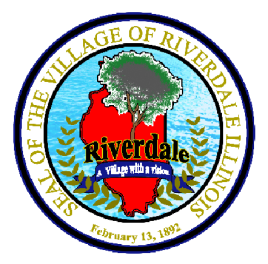 SEAL OF THE VILLAGE OF RIVERDALE ILLINOIS
Riverdale
A Village with a vision
February 13, 1892